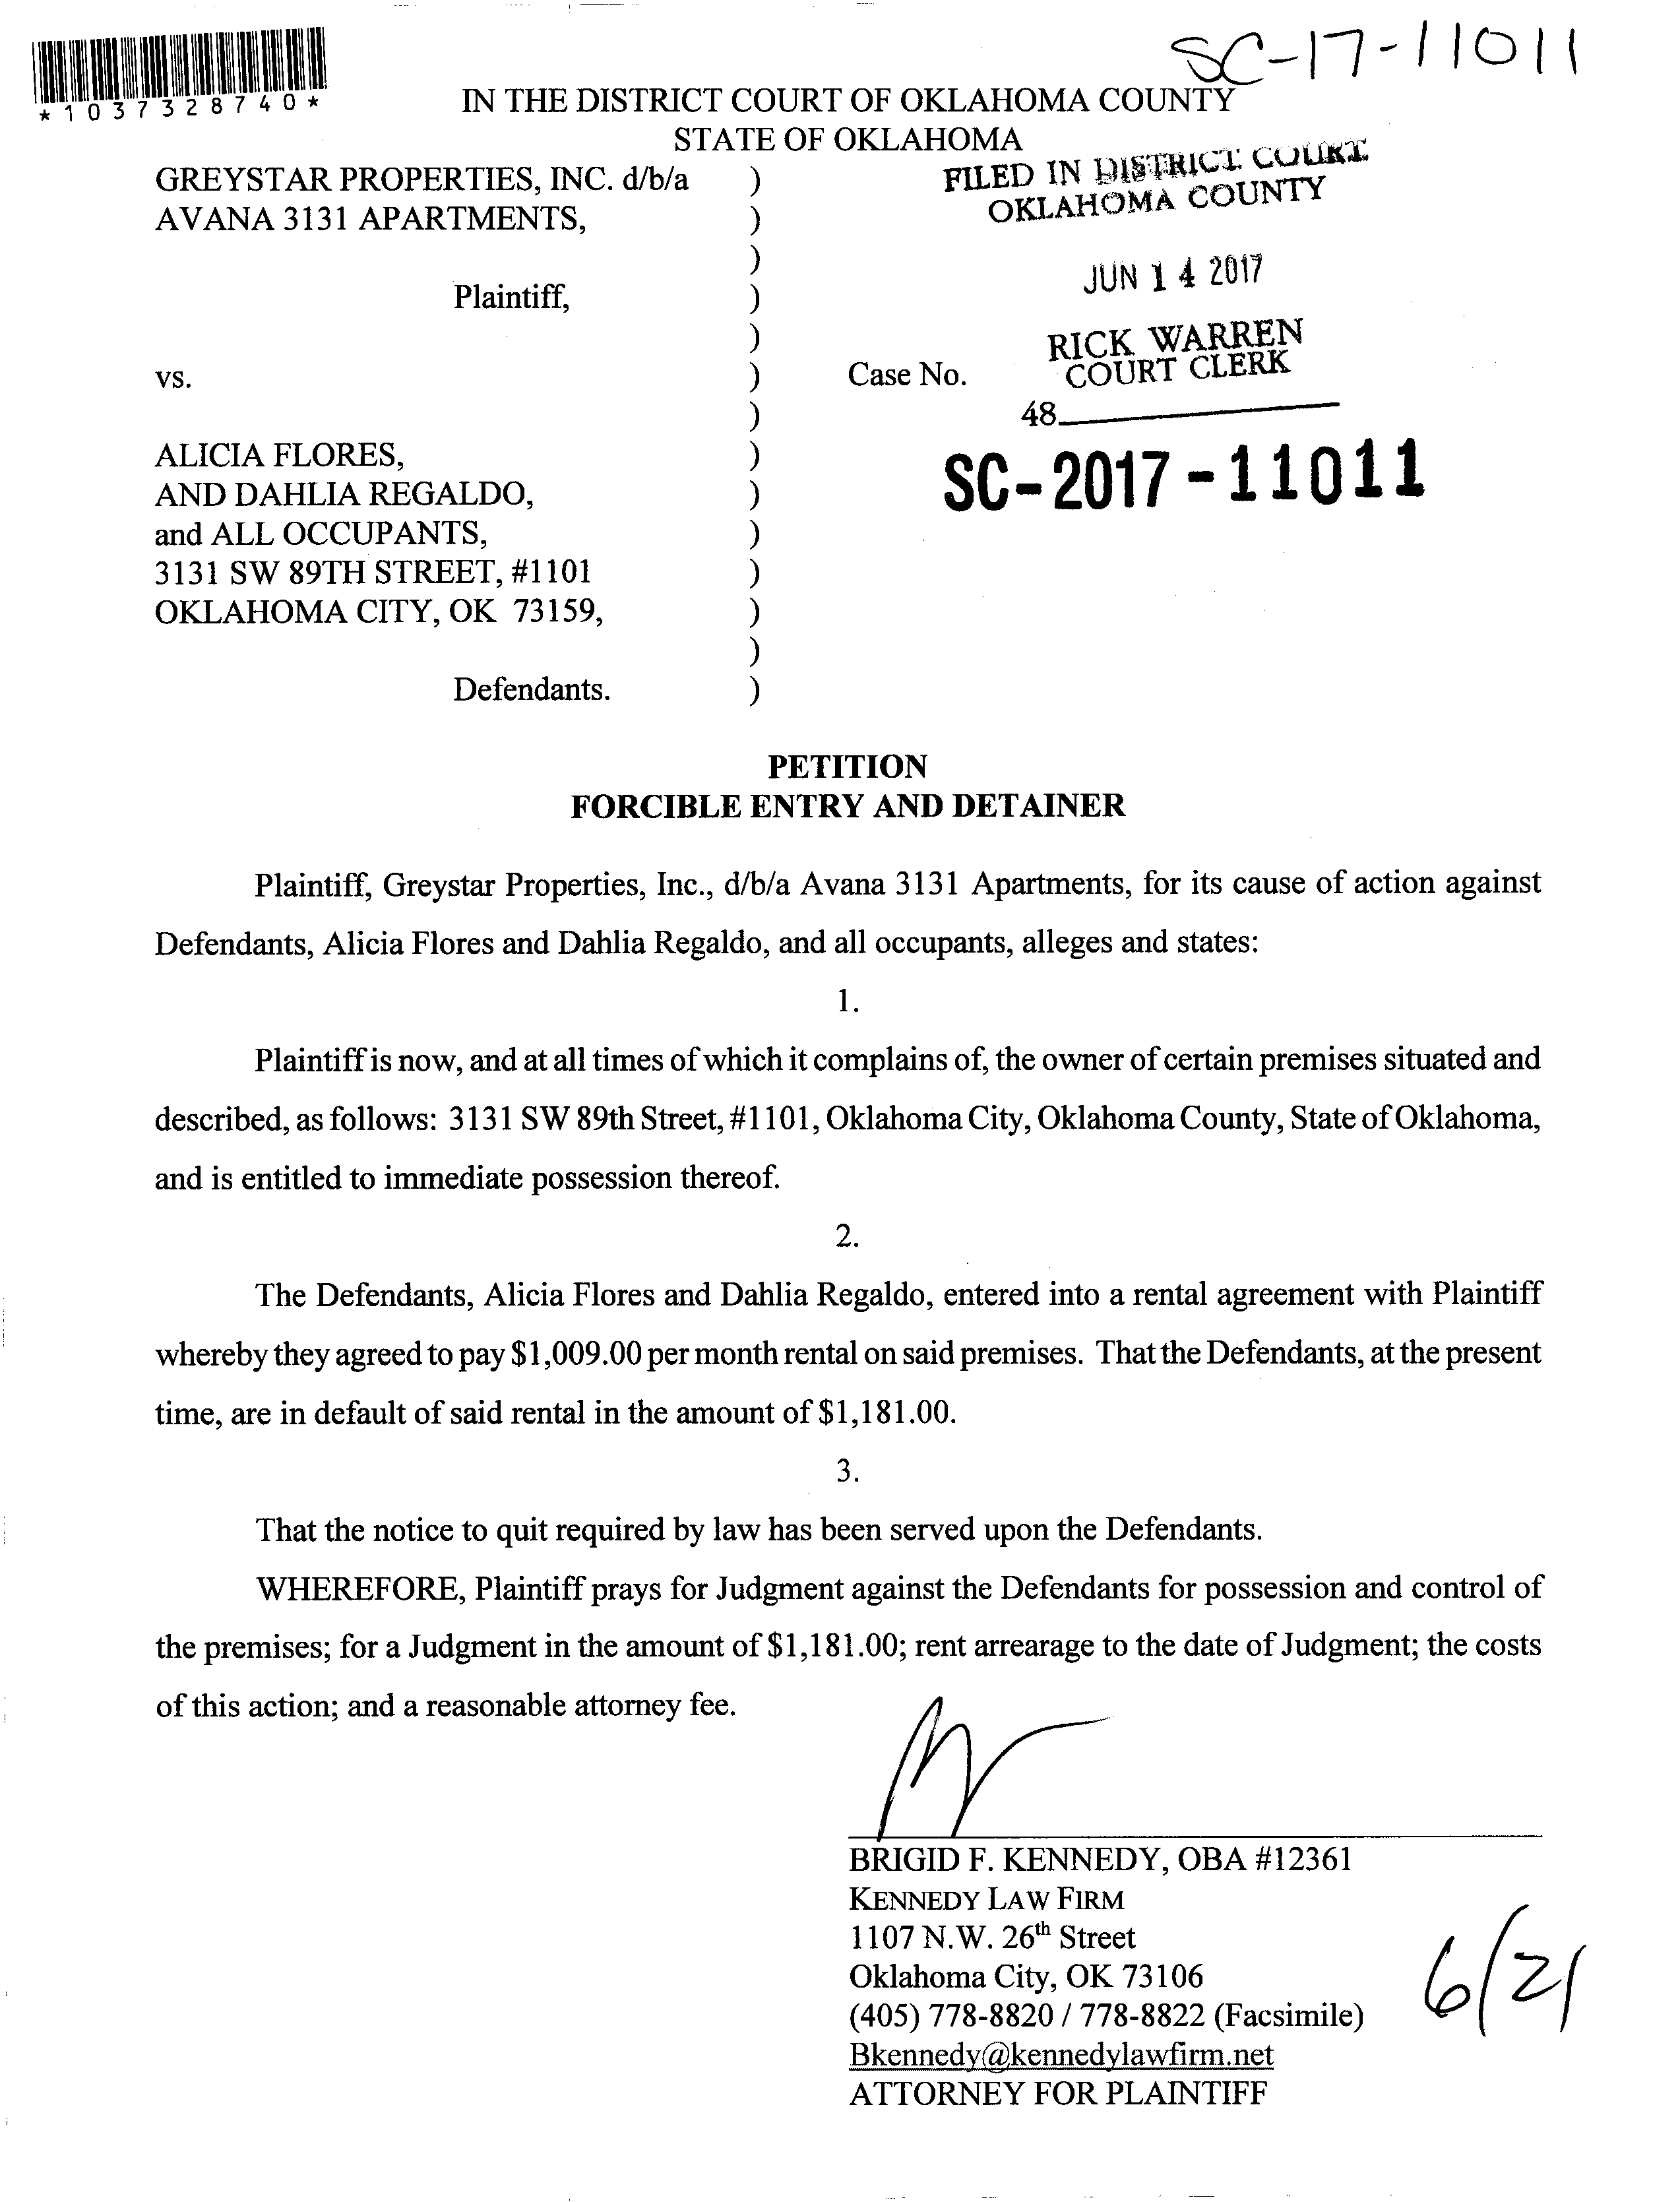 SC-17-11011
*1037328740*
IN THE DISTRICT COURT OF OKLAHOMA COUNTY
STATE OF OKLAHOMA
FILED IN DISTRICT COURT
OKLAHOMA COUNTY
JUN 14 2017
RICK WARREN
COURT CLERK
48
GREYSTAR PROPERTIES, INC. d/b/a )
AVANA 3131 APARTMENTS, )
)
Plaintiff, )
)
vs. ) Case No.
)
SC-2017-11011
ALICIA FLORES, )
AND DAHLIA REGALDO, )
and ALL OCCUPANTS, )
3131 SW 89TH STREET, #1101 )
OKLAHOMA CITY, OK 73159, )
)
Defendants. )
PETITION
FORCIBLE ENTRY AND DETAINER
Plaintiff, Greystar Properties, Inc., d/b/a Avana 3131 Apartments, for its cause of action against
Defendants, Alicia Flores and Dahlia Regaldo, and all occupants, alleges and states:
1.
Plaintiff is now, and at all times of which it complains of, the owner of certain premises situated and
described, as follows: 3131 SW 89th Street, #1101, Oklahoma City, Oklahoma County, State of Oklahoma,
and is entitled to immediate possession thereof.
2.
The Defendants, Alicia Flores and Dahlia Regaldo, entered into a rental agreement with Plaintiff
whereby they agreed to pay $1,009.00 per month rental on said premises. That the Defendants, at the present
time, are in default of said rental in the amount of $1,181.00.
3.
That the notice to quit required by law has been served upon the Defendants.
WHEREFORE, Plaintiff prays for Judgment against the Defendants for possession and control of
the premises; for a Judgment in the amount of $1,181.00; rent arrearage to the date of Judgment; the costs
of this action; and a reasonable attorney fee.
BRIGID F. KENNEDY, OBA #12361
KENNEDY LAW FIRM
1107 N.W. 26th Street
Oklahoma City, OK 73106
(405) 778-8820 / 778-8822 (Facsimile)
Bkennedy@kennedylawfirm.net
ATTORNEY FOR PLAINTIFF
6/21